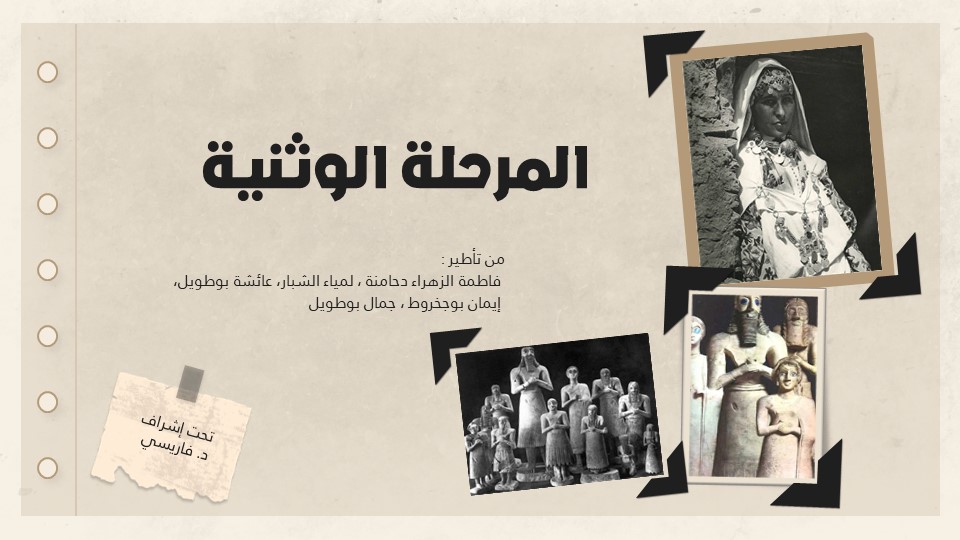 المرحلة الوثنية
من تأطير :
فاطمة الزهراء دحامنة ، لمياء الشبار، عائشة بوطويل،
إيمان بوجخروط ، جمال بوطويل
تحت إشراف
د. فاريسي